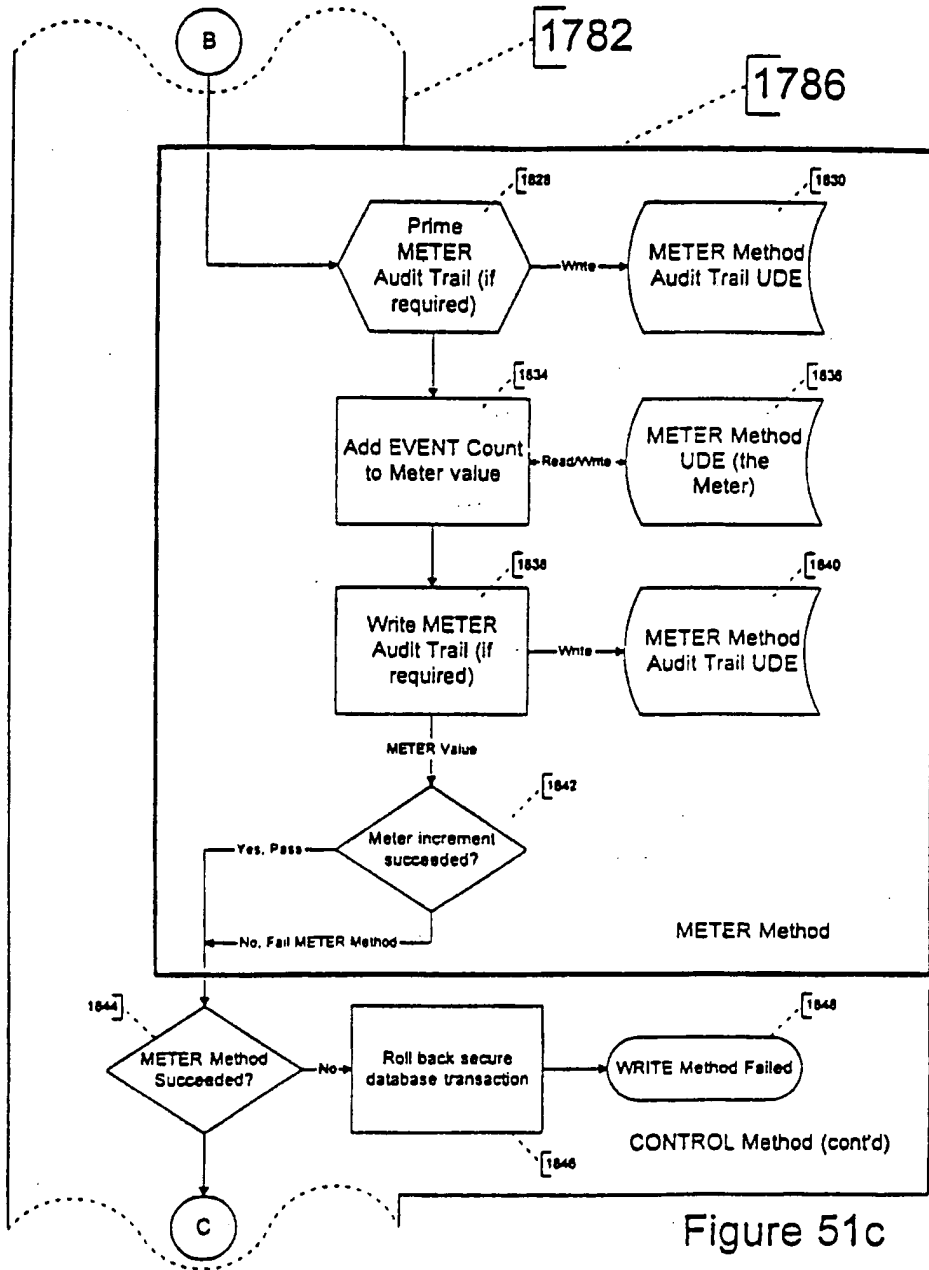 B
1782
1786
1828
Prime
METER
Audit Trail (if
required)
Write
1830
METER Method
Audit Trail UDE
1834
Add EVENT Count
to Meter value
Read/Write
1836
METER Method
UDE (the
Meter)
1838
Write METER
Audit Trail (if
required)
Write
1840
METER Method
Audit Trail UDE
METER Value
1842
Meter increment
succeeded?
Yes, Pass
No, Fail METER Method
METER Method
1844
METER Method
Succeeded?
No
Roll back secure
database transaction
1846
1848
WRITE Method Failed
CONTROL Method (cont'd)
C
Figure 51c